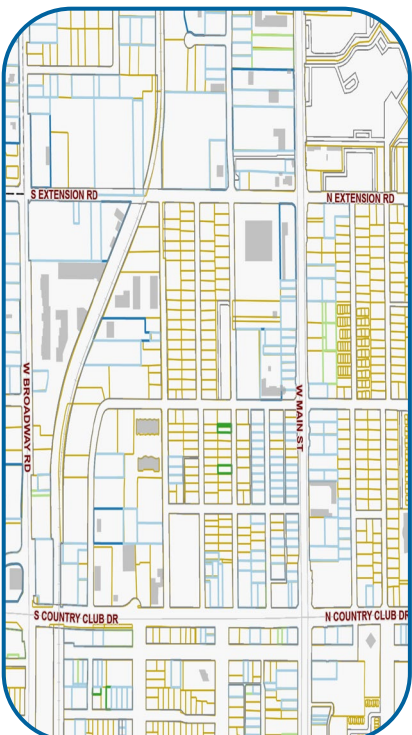 S EXTENSION RD
N EXTENSION RD
W BROADWAY RD
W MAIN ST
S COUNTRY CLUB DR
N COUNTRY CLUB DR